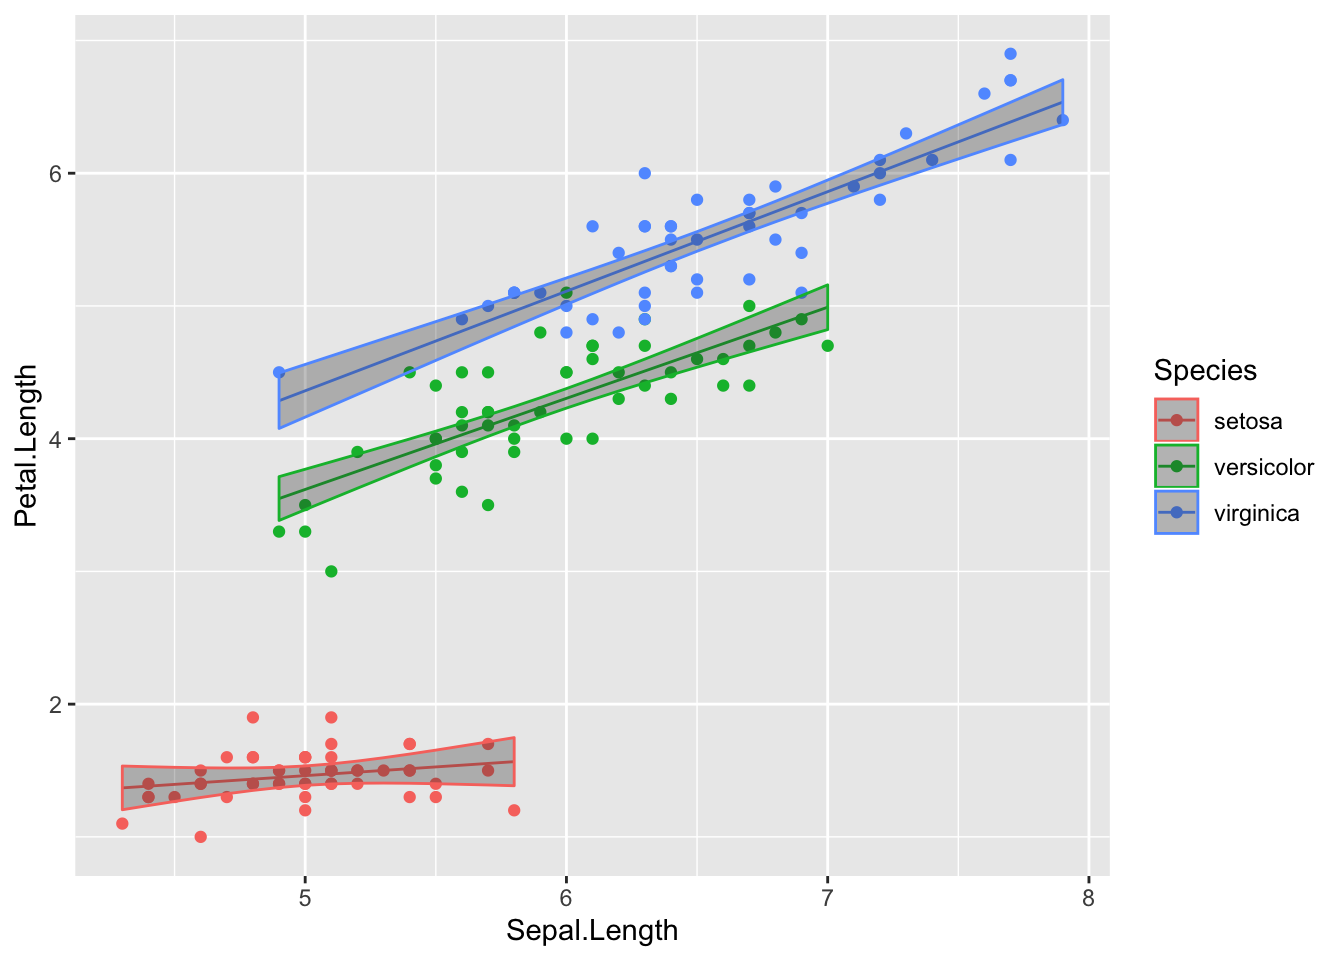 Petal.Length
6
4
2
5 6 7 8
Sepal.Length
Species
setosa
versicolor
virginica